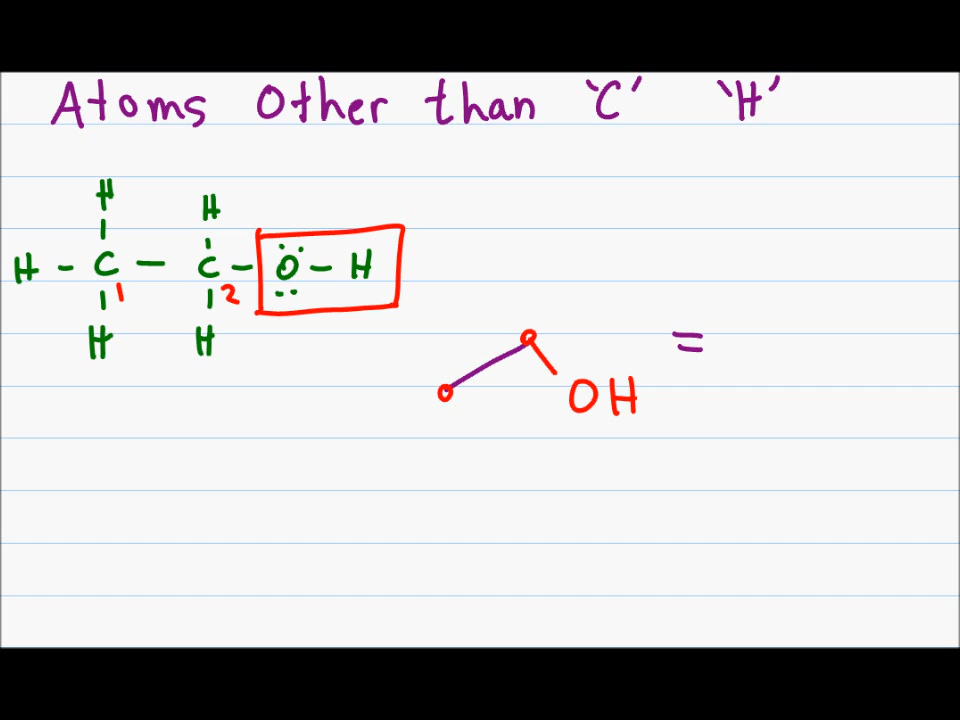 Atoms Other than 'C' 'H'
H H
H - C - C - O - H
1 2
H H
=
OH